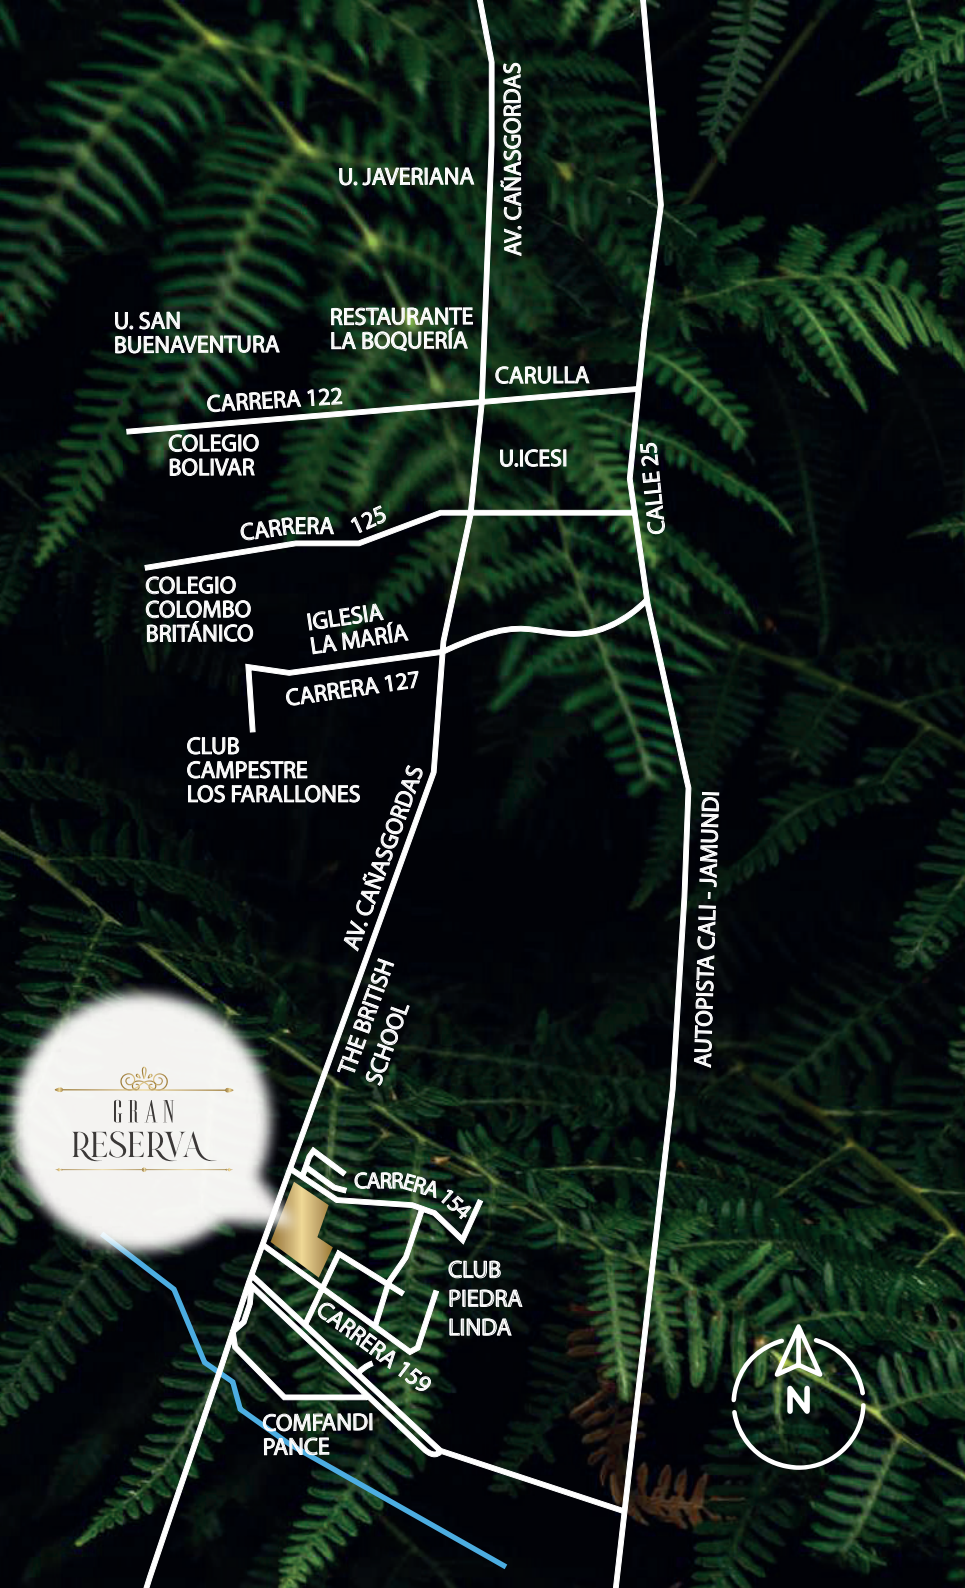 AV. CAÑASGORDAS
U. JAVERIANA
U. SAN
BUENAVENTURA
RESTAURANTE
LA BOQUERÍA
CARULLA
CARRERA 122
COLEGIO
BOLIVAR
U.ICESI
CALLE 25
CARRERA 125
COLEGIO
COLOMBO
BRITÁNICO
IGLESIA
LA MARÍA
CARRERA 127
CLUB
CAMPESTRE
LOS FARALLONES
AV. CAÑASGORDAS
AUTOPISTA CALI - JAMUNDI
THE BRITISH
SCHOOL
GRAN
RESERVA
CARRERA 154
CLUB
PIEDRA
LINDA
CARRERA 159
COMFANDI
PANCE
N